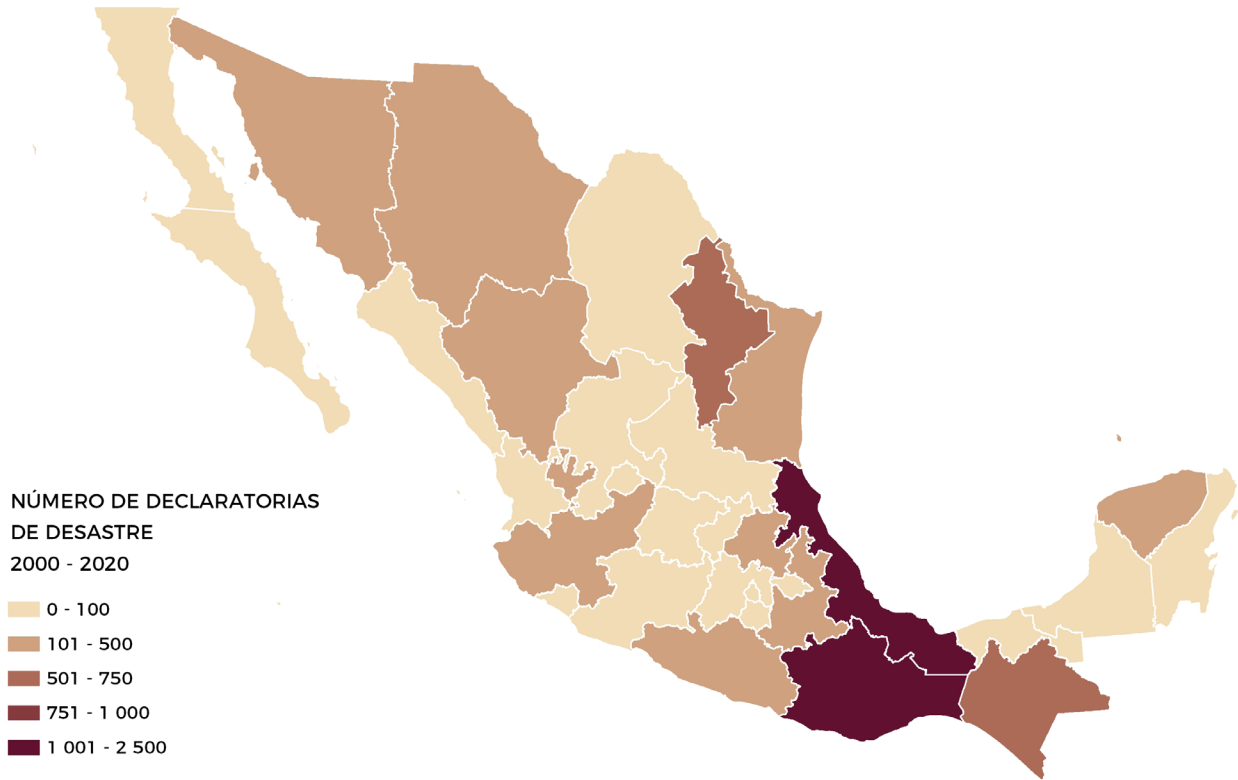 NÚMERO DE DECLARATORIAS
DE DESASTRE
2000 - 2020
0 - 100
101 - 500
501 - 750
751 - 1 000
1 001 - 2 500